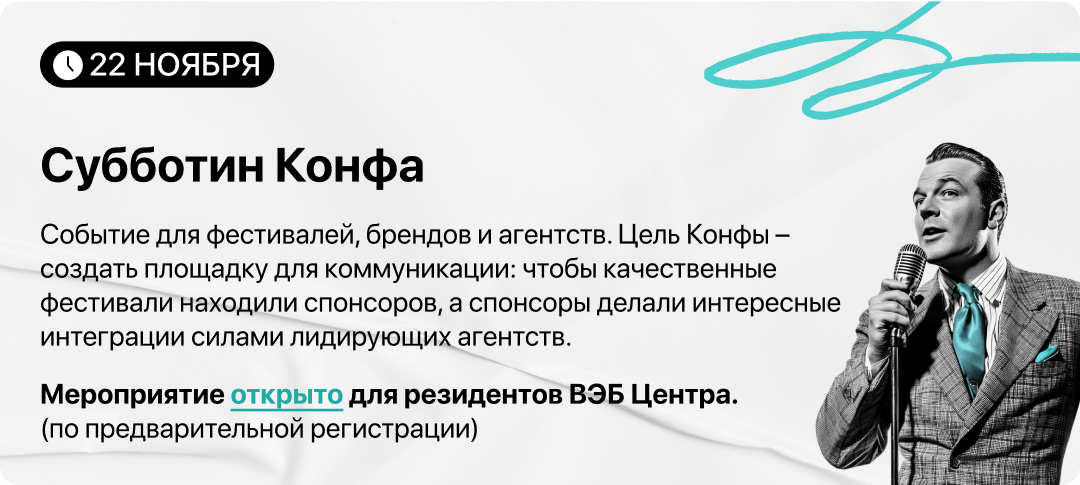 22 НОЯБРЯ
Субботин Конфа
Событие для фестивалей, брендов и агентств. Цель Конфы –
создать площадку для коммуникации: чтобы качественные
фестивали находили спонсоров, а спонсоры делали интересные
интеграции силами лидирующих агентств.
Мероприятие открыто для резидентов ВЭБ Центра.
(по предварительной регистрации)